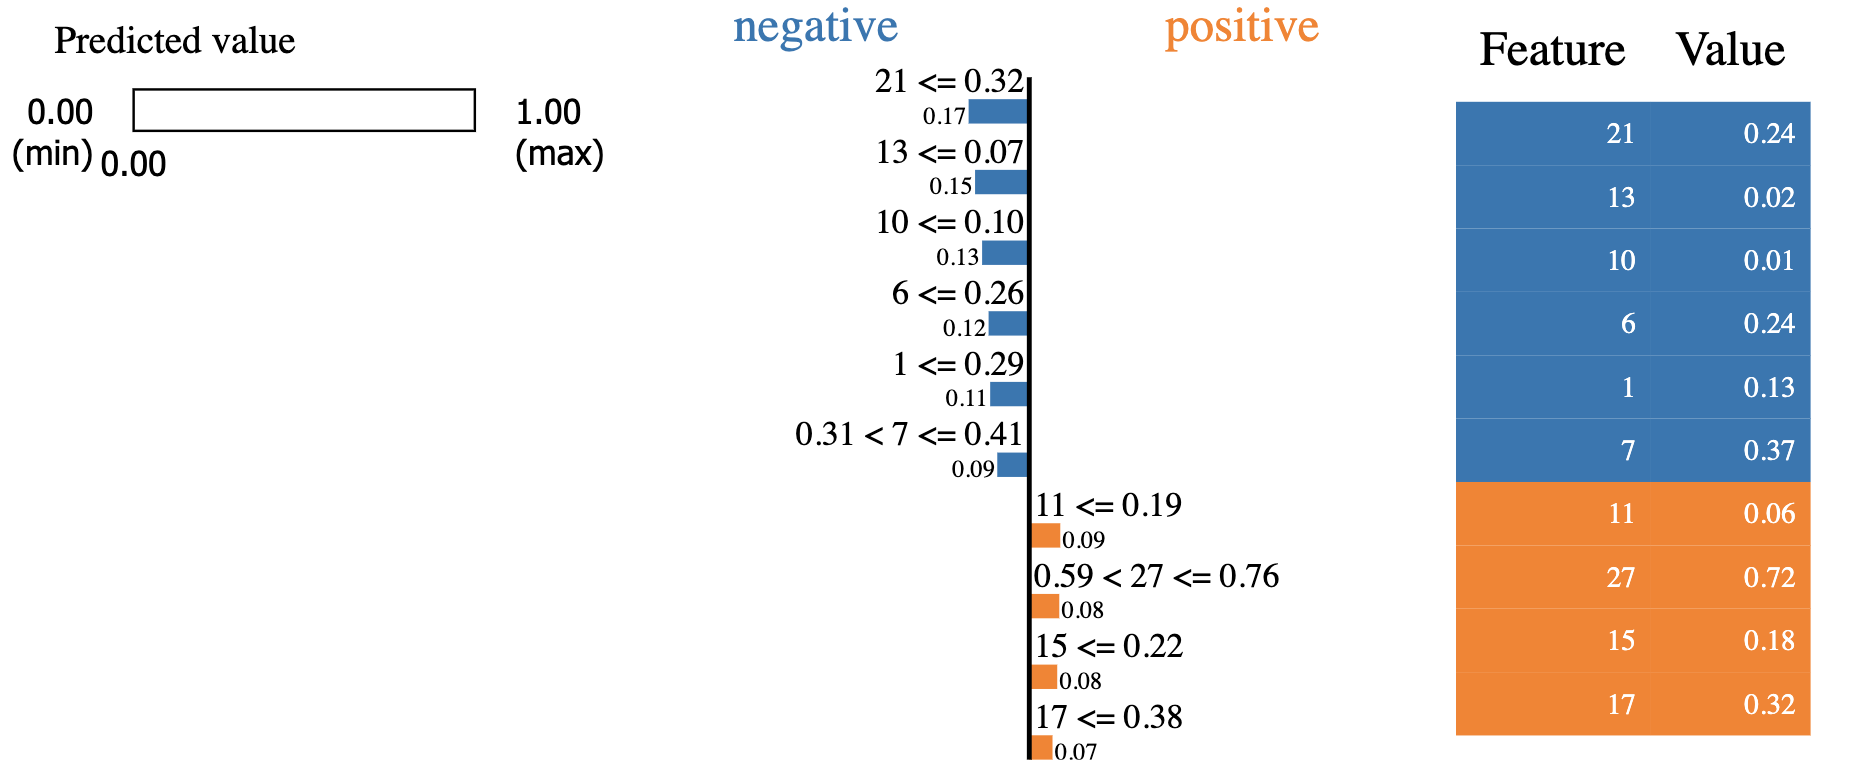 Predicted value
0.00
(min)
0.00
1.00
(max)
negative
positive
21 <= 0.32
0.17
13 <= 0.07
0.15
10 <= 0.10
0.13
6 <= 0.26
0.12
1 <= 0.29
0.11
0.31 < 7 <= 0.41
0.09
11 <= 0.19
0.09
0.59 < 27 <= 0.76
0.08
15 <= 0.22
0.08
17 <= 0.38
0.07
Feature Value
21 0.24
13 0.02
10 0.01
6 0.24
1 0.13
7 0.37
11 0.06
27 0.72
15 0.18
17 0.32